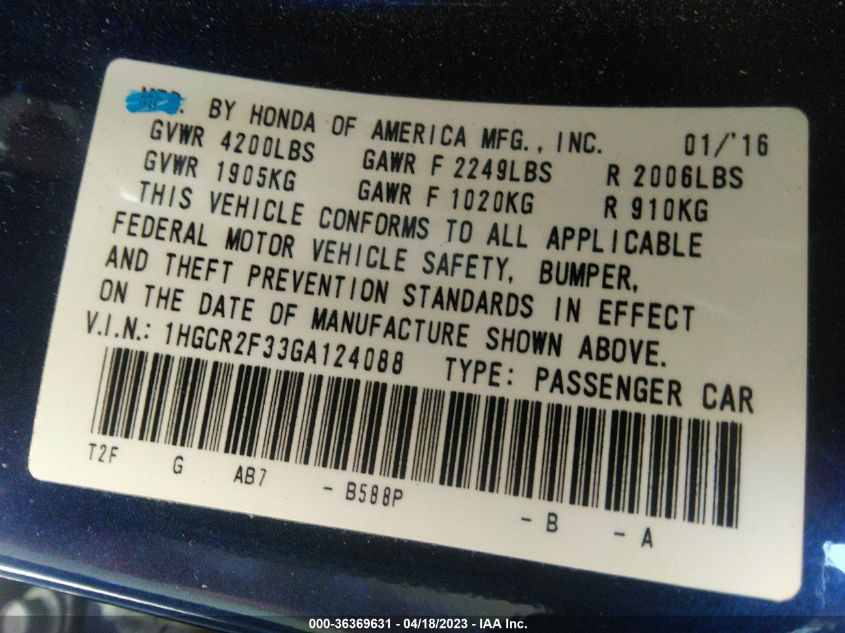 MFD. BY HONDA OF AMERICA MFG., INC. 01/'16
GVWR 4200LBS GAWR F 2249LBS R 2006LBS
GVWR 1905KG GAWR F 1020KG R 910KG
THIS VEHICLE CONFORMS TO ALL APPLICABLE
FEDERAL MOTOR VEHICLE SAFETY, BUMPER,
AND THEFT PREVENTION STANDARDS IN EFFECT
ON THE DATE OF MANUFACTURE SHOWN ABOVE.
V.I.N.: 1HGCR2F33GA124088 TYPE: PASSENGER CAR
T2F G AB7 - B588P - B - A
000-36369631 - 04/18/2023 - IAA Inc.